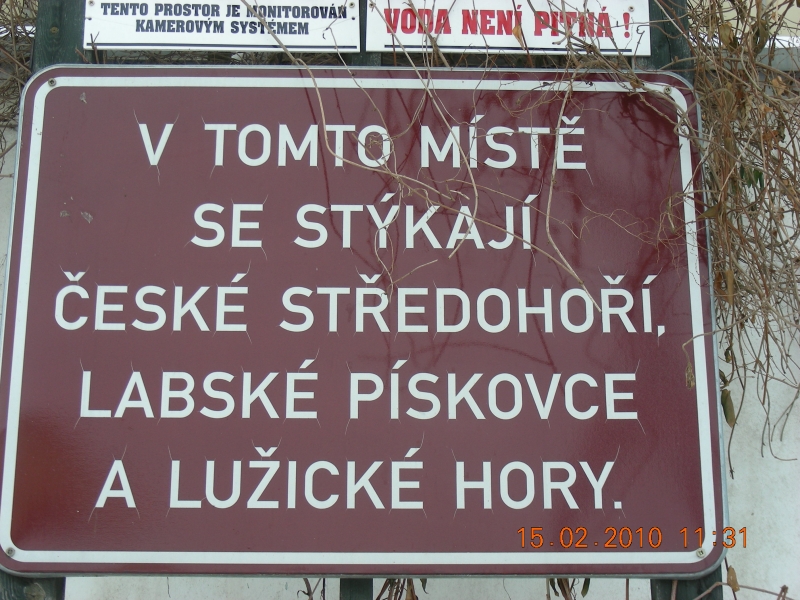 TENTO PROSTOR JE MONITOROVÁN
KAMEROVÝM SYSTÉMEM
VODA NENÍ PITNÁ !
V TOMTO MÍSTĚ
SE STÝKAJÍ
ČESKÉ STŘEDOHOŘÍ,
LABSKÉ PÍSKOVCE
A LUŽICKÉ HORY.
15.02.2010 11:31